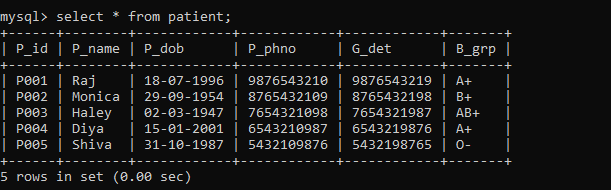 mysql> select * from patient;
+------+--------+------------+------------+------------+-------+
| P_id | P_name | P_dob      | P_phno     | G_det      | B_grp |
+------+--------+------------+------------+------------+-------+
| P001 | Raj    | 18-07-1996 | 9876543210 | 9876543219 | A+    |
| P002 | Monica | 29-09-1954 | 8765432109 | 8765432198 | B+    |
| P003 | Haley  | 02-03-1947 | 7654321098 | 7654321987 | AB+   |
| P004 | Diya   | 15-01-2001 | 6543210987 | 6543219876 | A+    |
| P005 | Shiva  | 31-10-1987 | 5432109876 | 5432198765 | O-    |
+------+--------+------------+------------+------------+-------+
5 rows in set (0.00 sec)